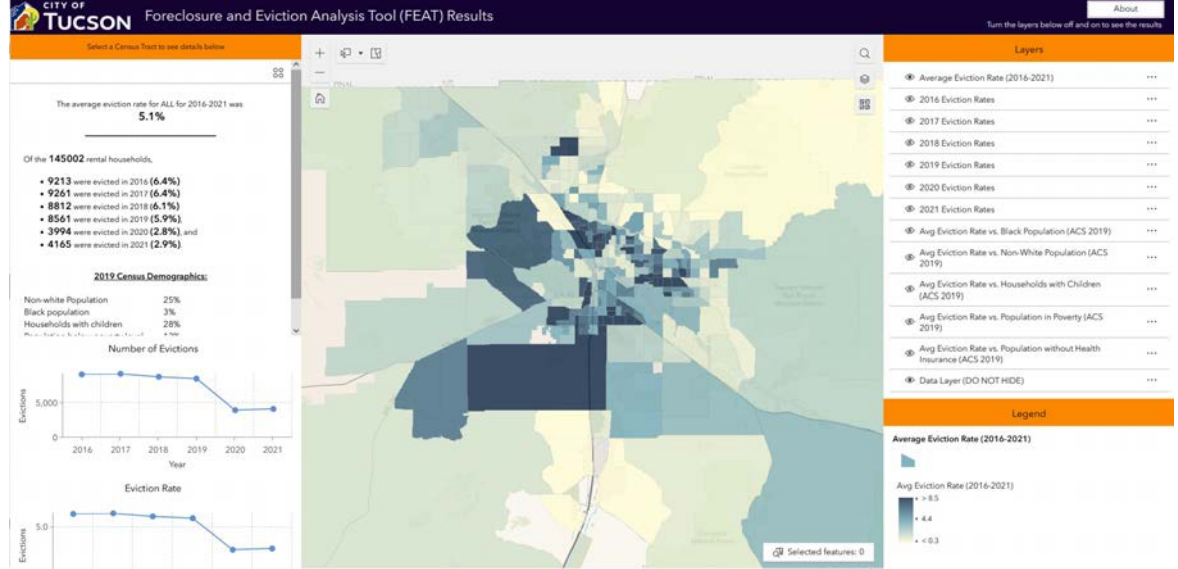 CITY OF
TUCSON
Foreclosure and Eviction Analysis Tool (FEAT) Results
About
Turn the layers below off and on to see the results
Select a Census Tract to see details below
The average eviction rate for ALL for 2016-2021 was
5.1%
Of the 145002 rental households,
• 9213 were evicted in 2016 (6.4%)
• 9261 were evicted in 2017 (6.4%)
• 8812 were evicted in 2018 (6.1%)
• 8561 were evicted in 2019 (5.9%),
• 3994 were evicted in 2020 (2.8%), and
• 4165 were evicted in 2021 (2.9%)
2019 Census Demographics:
Non-white Population 25%
Black population 3%
Households with children 28%
Number of Evictions
Evictions
5,000
0
2016 2017 2018 2019 2020 2021
Year
Eviction Rate
Evictions
5.0
Selected features: 0
Layers
Average Eviction Rate (2016-2021)
2016 Eviction Rates
2017 Eviction Rates
2018 Eviction Rates
2019 Eviction Rates
2020 Eviction Rates
2021 Eviction Rates
Avg Eviction Rate vs. Black Population (ACS 2019)
Avg Eviction Rate vs. Non-White Population (ACS
2019)
Avg Eviction Rate vs. Households with Children
(ACS 2019)
Avg Eviction Rate vs. Population in Poverty (ACS
2019)
Avg Eviction Rate vs. Population without Health
Insurance (ACS 2019)
Data Layer (DO NOT HIDE)
Legend
Average Eviction Rate (2016-2021)
Avg Eviction Rate (2016-2021)
> 8.5
4.4
< 0.3